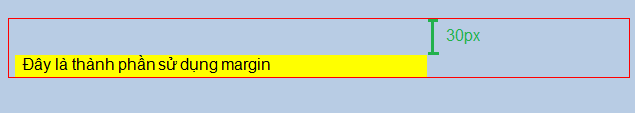 30px
Đây là thành phần sử dụng margin